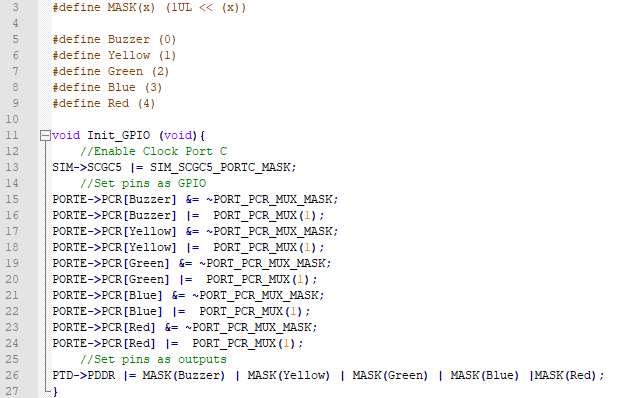 3 #define MASK(x) (1UL << (x))
4
5 #define Buzzer (0)
6 #define Yellow (1)
7 #define Green (2)
8 #define Blue (3)
9 #define Red (4)
10
11 void Init_GPIO (void){
12 //Enable Clock Port C
13 SIM->SCGC5 |= SIM_SCGC5_PORTC_MASK;
14 //Set pins as GPIO
15 PORTE->PCR[Buzzer] &= ~PORT_PCR_MUX_MASK;
16 PORTE->PCR[Buzzer] |= PORT_PCR_MUX(1);
17 PORTE->PCR[Yellow] &= ~PORT_PCR_MUX_MASK;
18 PORTE->PCR[Yellow] |= PORT_PCR_MUX(1);
19 PORTE->PCR[Green] &= ~PORT_PCR_MUX_MASK;
20 PORTE->PCR[Green] |= PORT_PCR_MUX(1);
21 PORTE->PCR[Blue] &= ~PORT_PCR_MUX_MASK;
22 PORTE->PCR[Blue] |= PORT_PCR_MUX(1);
23 PORTE->PCR[Red] &= ~PORT_PCR_MUX_MASK;
24 PORTE->PCR[Red] |= PORT_PCR_MUX(1);
25 //Set pins as outputs
26 PTD->PDDR |= MASK(Buzzer) | MASK(Yellow) | MASK(Green) | MASK(Blue) |MASK(Red);
27 }